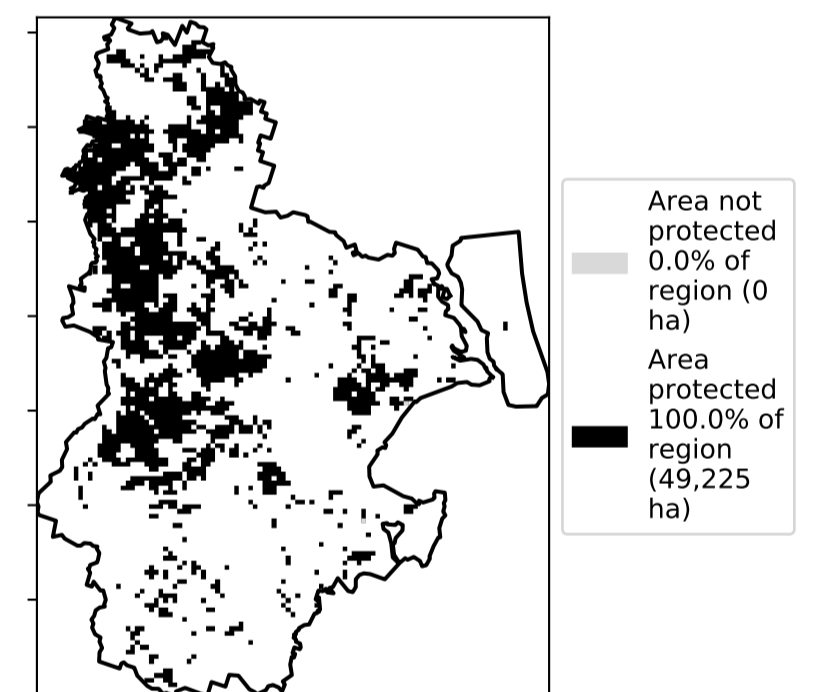 Area not
protected
0.0% of
region (0
ha)
Area
protected
100.0% of
region
(49,225
ha)